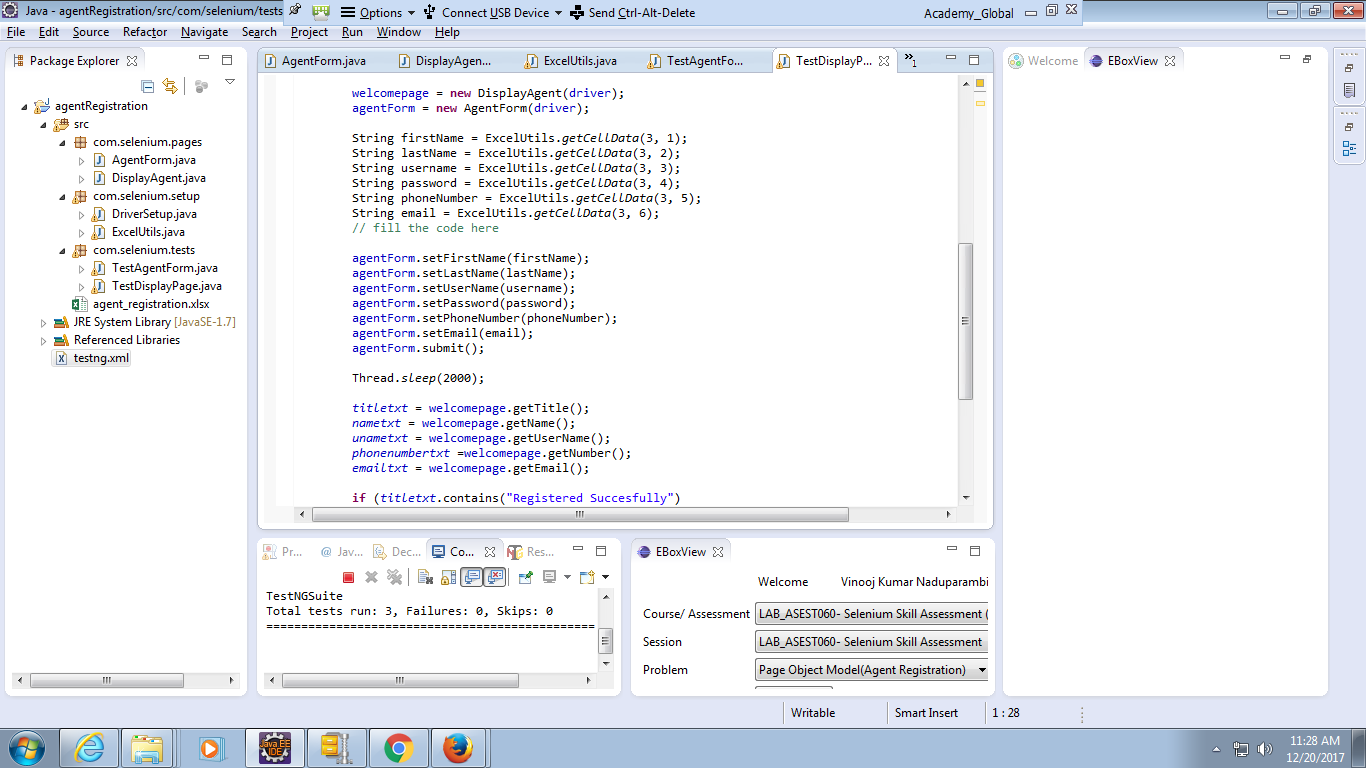 Java - agentRegistration/src/com/selenium/tests
Options
Connect USB Device
Send Ctrl-Alt-Delete
Academy_Global
File Edit Source Refactor Navigate Search Project Run Window Help
Package Explorer
agentRegistration
src
com.selenium.pages
AgentForm.java
DisplayAgent.java
com.selenium.setup
DriverSetup.java
ExcelUtils.java
com.selenium.tests
TestAgentForm.java
TestDisplayPage.java
agent_registration.xlsx
JRE System Library [JavaSE-1.7]
Referenced Libraries
testng.xml
AgentForm.java DisplayAgen... ExcelUtils.java TestAgentFo... TestDisplayP... »1
welcomepage = new DisplayAgent(driver);
agentForm = new AgentForm(driver);
String firstName = ExcelUtils.getCellData(3, 1);
String lastName = ExcelUtils.getCellData(3, 2);
String username = ExcelUtils.getCellData(3, 3);
String password = ExcelUtils.getCellData(3, 4);
String phoneNumber = ExcelUtils.getCellData(3, 5);
String email = ExcelUtils.getCellData(3, 6);
// fill the code here
agentForm.setFirstName(firstName);
agentForm.setLastName(lastName);
agentForm.setUserName(username);
agentForm.setPassword(password);
agentForm.setPhoneNumber(phoneNumber);
agentForm.setEmail(email);
agentForm.submit();
Thread.sleep(2000);
titletxt = welcomepage.getTitle();
nametxt = welcomepage.getName();
unametxt = welcomepage.getUserName();
phonenumbertxt =welcomepage.getNumber();
emailtxt = welcomepage.getEmail();
if (titletxt.contains("Registered Succesfully")
Welcome EBoxView
Pr... Jav... Dec... Co... Res...
TestNGSuite
Total tests run: 3, Failures: 0, Skips: 0
===============================================
EBoxView
Welcome Vinooj Kumar Naduparambi
Course/ Assessment LAB_ASEST060- Selenium Skill Assessment (
Session LAB_ASEST060- Selenium Skill Assessment
Problem Page Object Model(Agent Registration)
Writable Smart Insert 1 : 28
Java EE
IDE
11:28 AM
12/20/2017